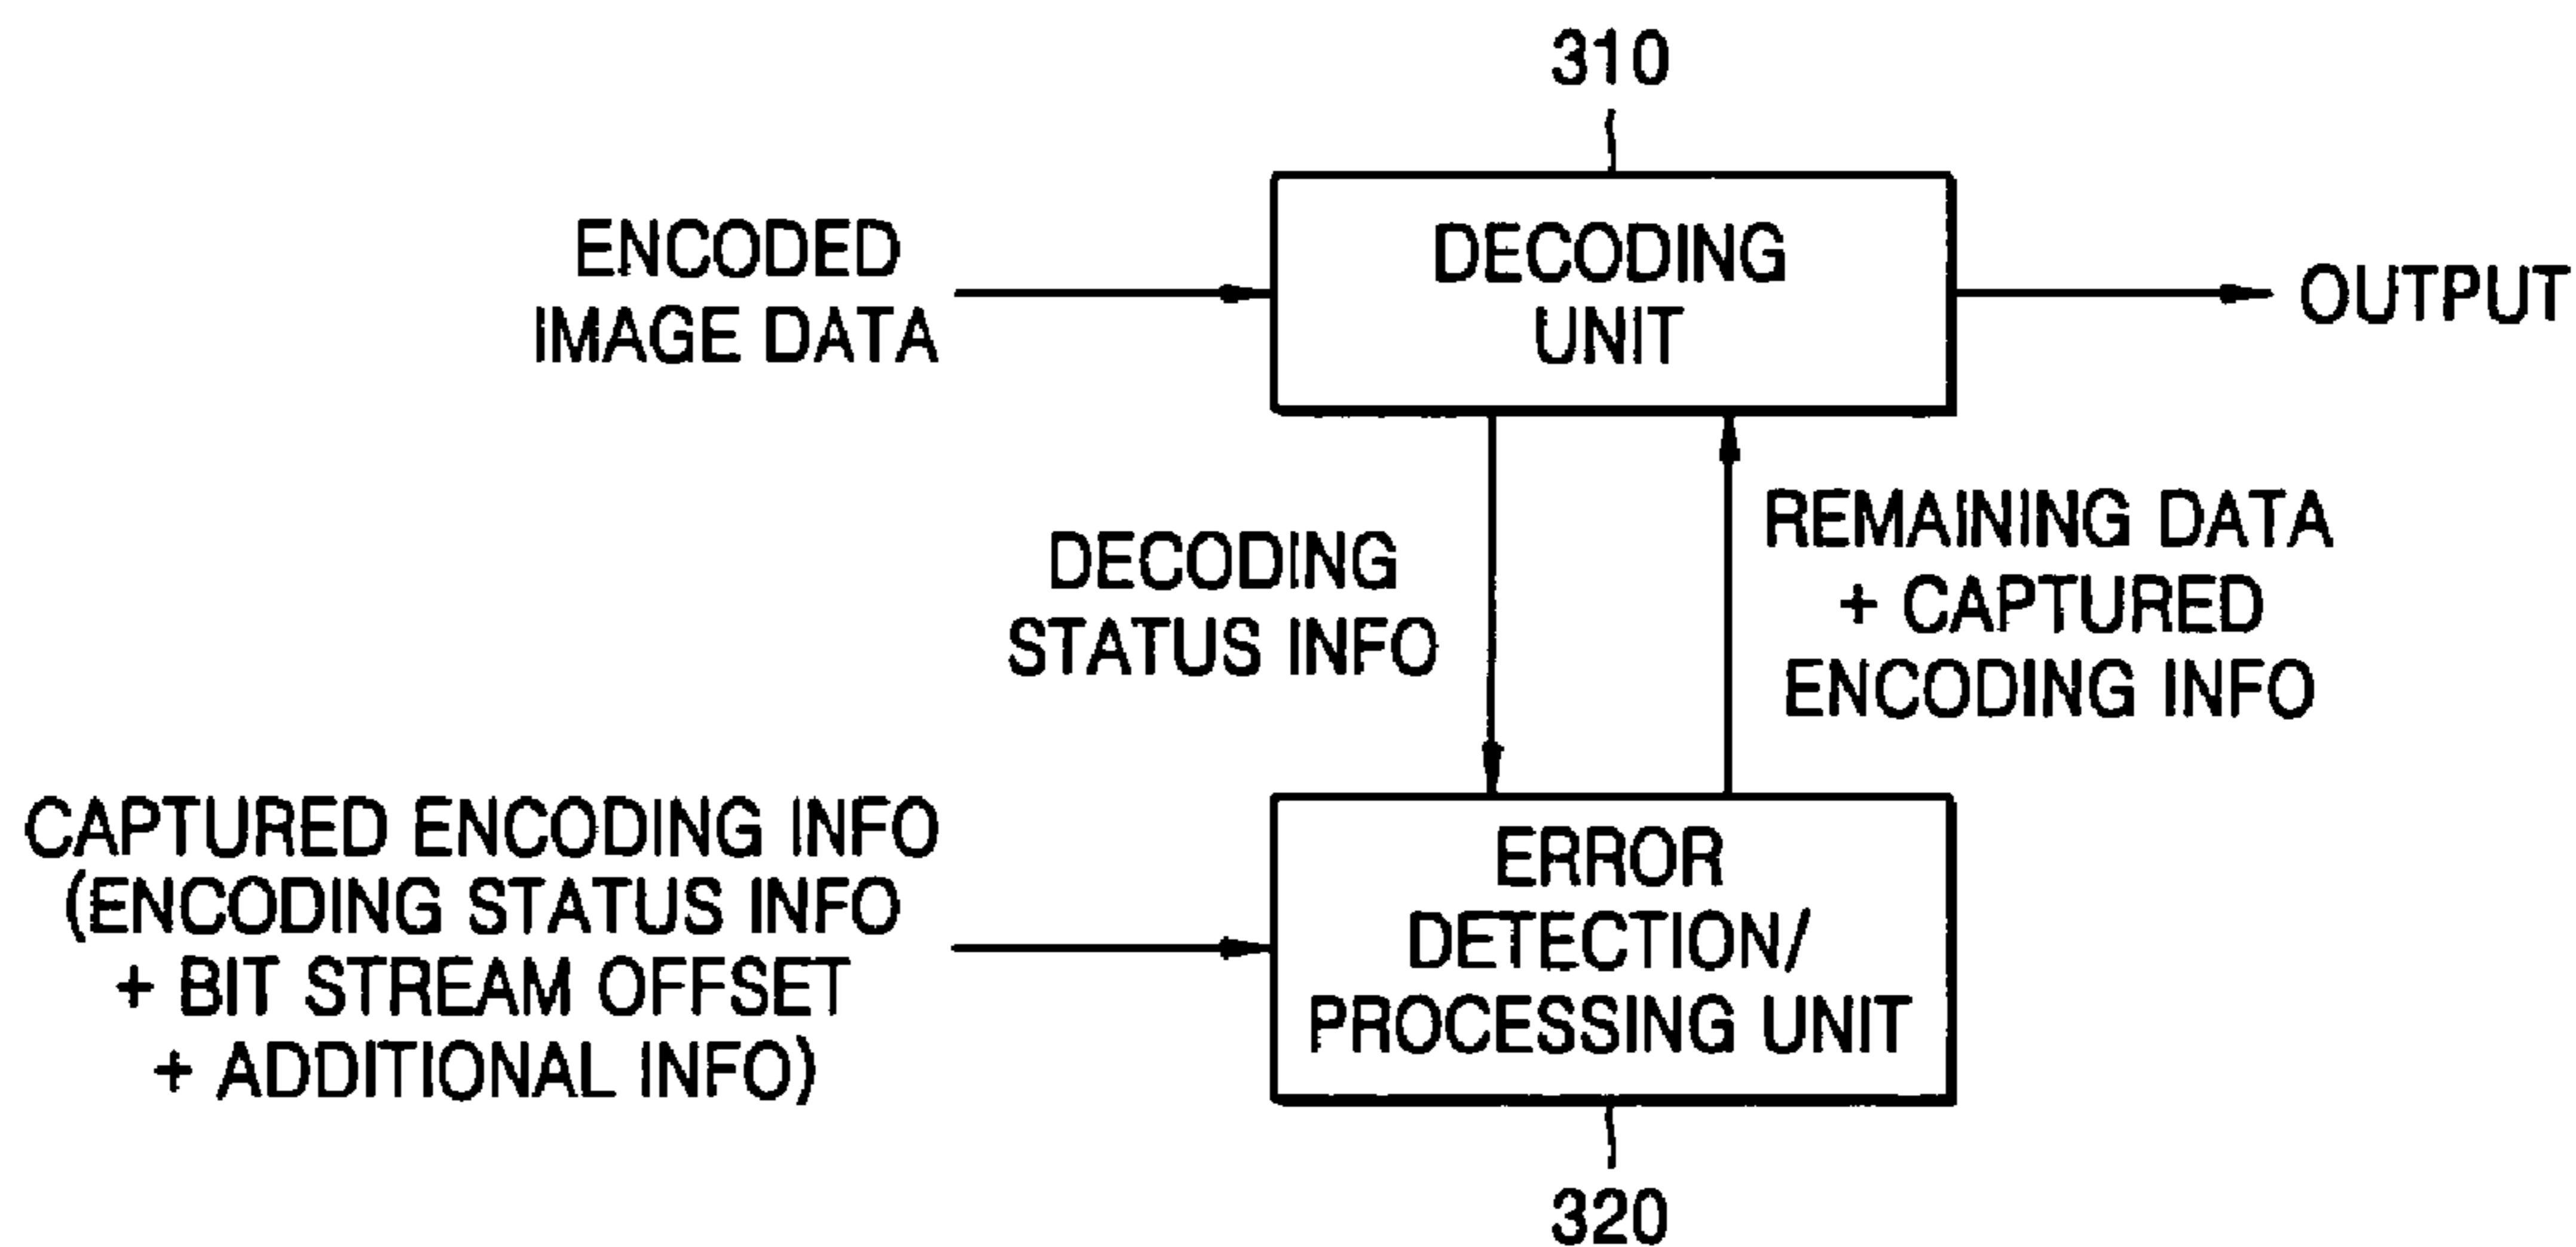 310
ENCODED
IMAGE DATA
DECODING
UNIT
OUTPUT
DECODING
STATUS INFO
REMAINING DATA
+ CAPTURED
ENCODING INFO
CAPTURED ENCODING INFO
(ENCODING STATUS INFO
+ BIT STREAM OFFSET
+ ADDITIONAL INFO)
ERROR
DETECTION/
PROCESSING UNIT
320